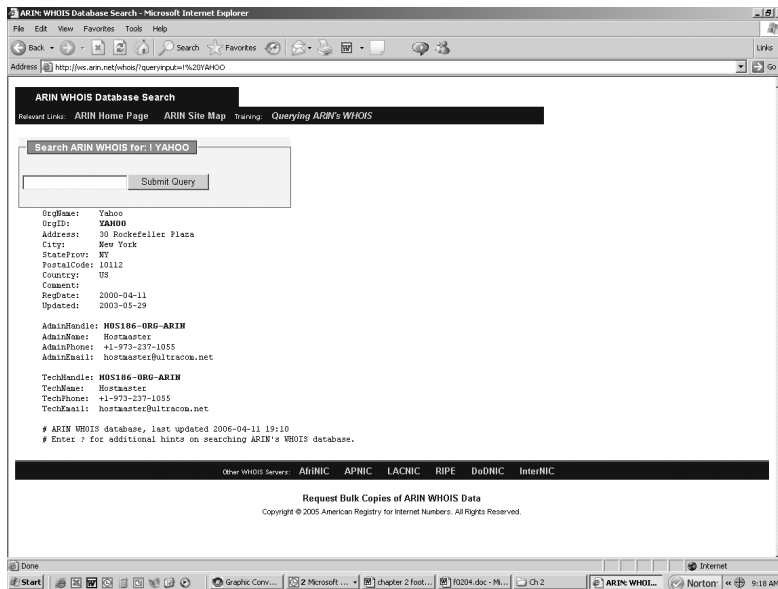 ARIN: WHOIS Database Search - Microsoft Internet Explorer
File Edit View Favorites Tools Help
Back Search Favorites Links
Address http://ws.arin.net/whois/?queryinput=!%20YAHOO Go
ARIN WHOIS Database Search
Relevant Links: ARIN Home Page ARIN Site Map Training: Querying ARIN's WHOIS
Search ARIN WHOIS for: ! YAHOO
Submit Query
OrgName: Yahoo
OrgID: YAHOO
Address: 30 Rockefeller Plaza
City: New York
StateProv: NY
PostalCode: 10112
Country: US
Comment:
RegDate: 2000-04-11
Updated: 2003-05-29
AdminHandle: HOS186-ORG-ARIN
AdminName: Hostmaster
AdminPhone: +1-973-237-1055
AdminEmail: hostmaster@ultracom.net
TechHandle: HOS186-ORG-ARIN
TechName: Hostmaster
TechPhone: +1-973-237-1055
TechEmail: hostmaster@ultracom.net
# ARIN WHOIS database, last updated 2006-04-11 19:10
# Enter ? for additional hints on searching ARIN's WHOIS database.
Other WHOIS Servers: AfriNIC APNIC LACNIC RIPE DoDNIC InterNIC
Request Bulk Copies of ARIN WHOIS Data
Copyright © 2005 American Registry for Internet Numbers. All Rights Reserved.
Done Internet
Start Graphic Conv... 2 Microsoft ... chapter 2 foot... f0204.doc - Mi... Ch 2 ARIN: WHOI... Norton 9:18 AM